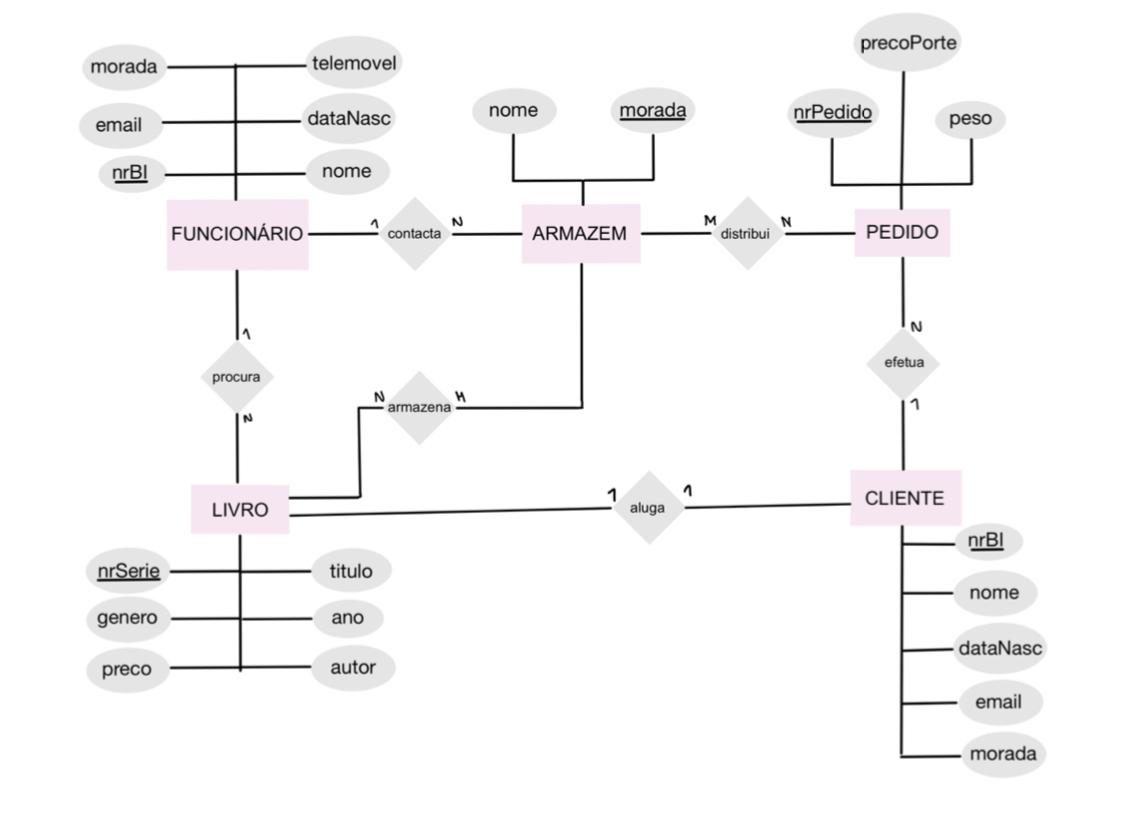 precoPorte
morada
telemovel
nome
morada
nrPedido
peso
email
dataNasc
nrBI
nome
FUNCIONÁRIO
1
contacta
N
ARMAZEM
M
distribui
N
PEDIDO
1
procura
N
N
armazena
M
N
efetua
1
LIVRO
1
aluga
1
CLIENTE
nrSerie
titulo
genero
ano
preco
autor
nrBI
nome
dataNasc
email
morada